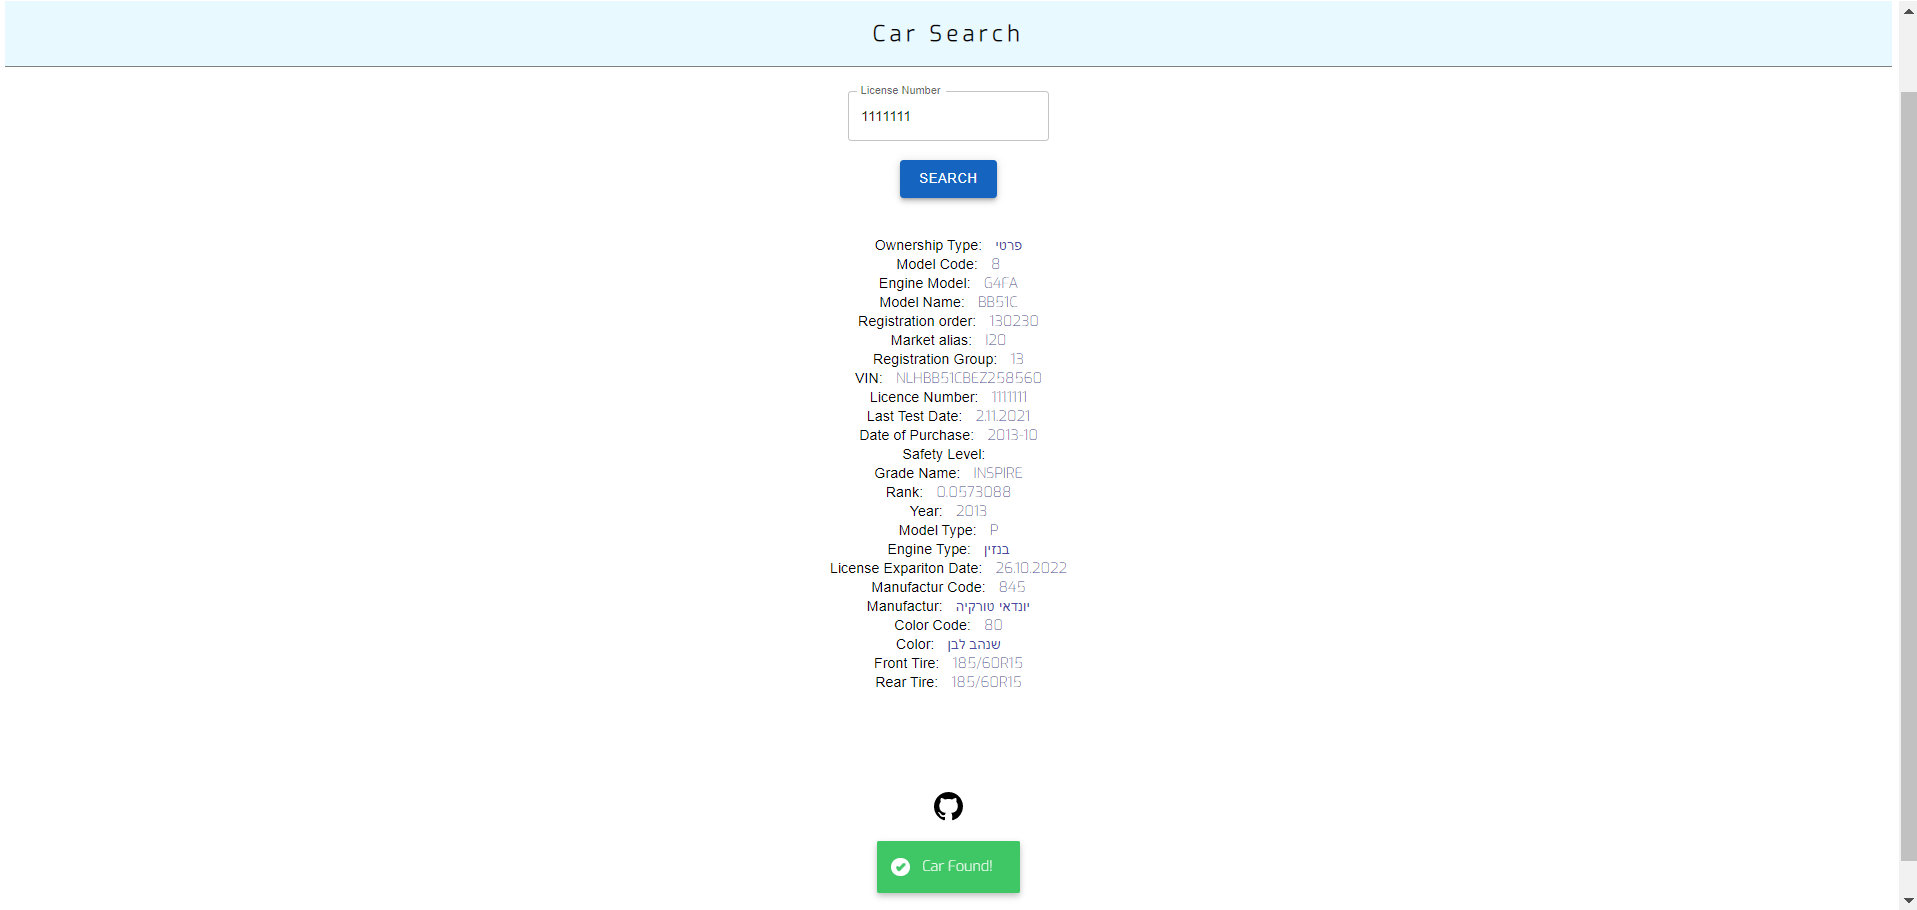 Car Search
License Number
1111111
SEARCH
Ownership Type: פרטי
Model Code: 8
Engine Model: G4FA
Model Name: BB51C
Registration order: 130230
Market alias: I20
Registration Group: 13
VIN: NLHBB51CBEZ258560
Licence Number: 1111111
Last Test Date: 2.11.2021
Date of Purchase: 2013-10
Safety Level:
Grade Name: INSPIRE
Rank: 0.0573088
Year: 2013
Model Type: P
Engine Type: בנזין
License Expariton Date: 26.10.2022
Manufactur Code: 845
Manufactur: יונדאי טורקיה
Color Code: 80
Color: שנהב לבן
Front Tire: 185/60R15
Rear Tire: 185/60R15
Car Found!